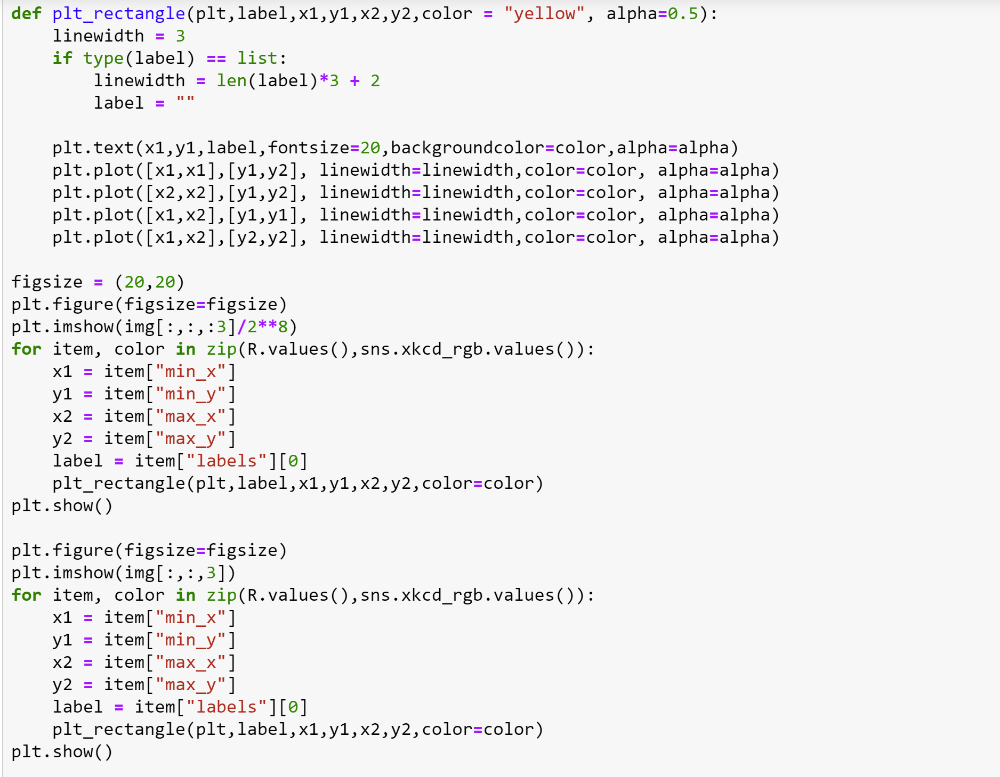 def plt_rectangle(plt,label,x1,y1,x2,y2,color = "yellow", alpha=0.5):
    linewidth = 3
    if type(label) == list:
        linewidth = len(label)*3 + 2
        label = ""

    plt.text(x1,y1,label,fontsize=20,backgroundcolor=color,alpha=alpha)
    plt.plot([x1,x1],[y1,y2], linewidth=linewidth,color=color, alpha=alpha)
    plt.plot([x2,x2],[y1,y2], linewidth=linewidth,color=color, alpha=alpha)
    plt.plot([x1,x2],[y1,y1], linewidth=linewidth,color=color, alpha=alpha)
    plt.plot([x1,x2],[y2,y2], linewidth=linewidth,color=color, alpha=alpha)

figsize = (20,20)
plt.figure(figsize=figsize)
plt.imshow(img[:,:,:3]/2**8)
for item, color in zip(R.values(),sns.xkcd_rgb.values()):
    x1 = item["min_x"]
    y1 = item["min_y"]
    x2 = item["max_x"]
    y2 = item["max_y"]
    label = item["labels"][0]
    plt_rectangle(plt,label,x1,y1,x2,y2,color=color)
plt.show()

plt.figure(figsize=figsize)
plt.imshow(img[:,:,3])
for item, color in zip(R.values(),sns.xkcd_rgb.values()):
    x1 = item["min_x"]
    y1 = item["min_y"]
    x2 = item["max_x"]
    y2 = item["max_y"]
    label = item["labels"][0]
    plt_rectangle(plt,label,x1,y1,x2,y2,color=color)
plt.show()